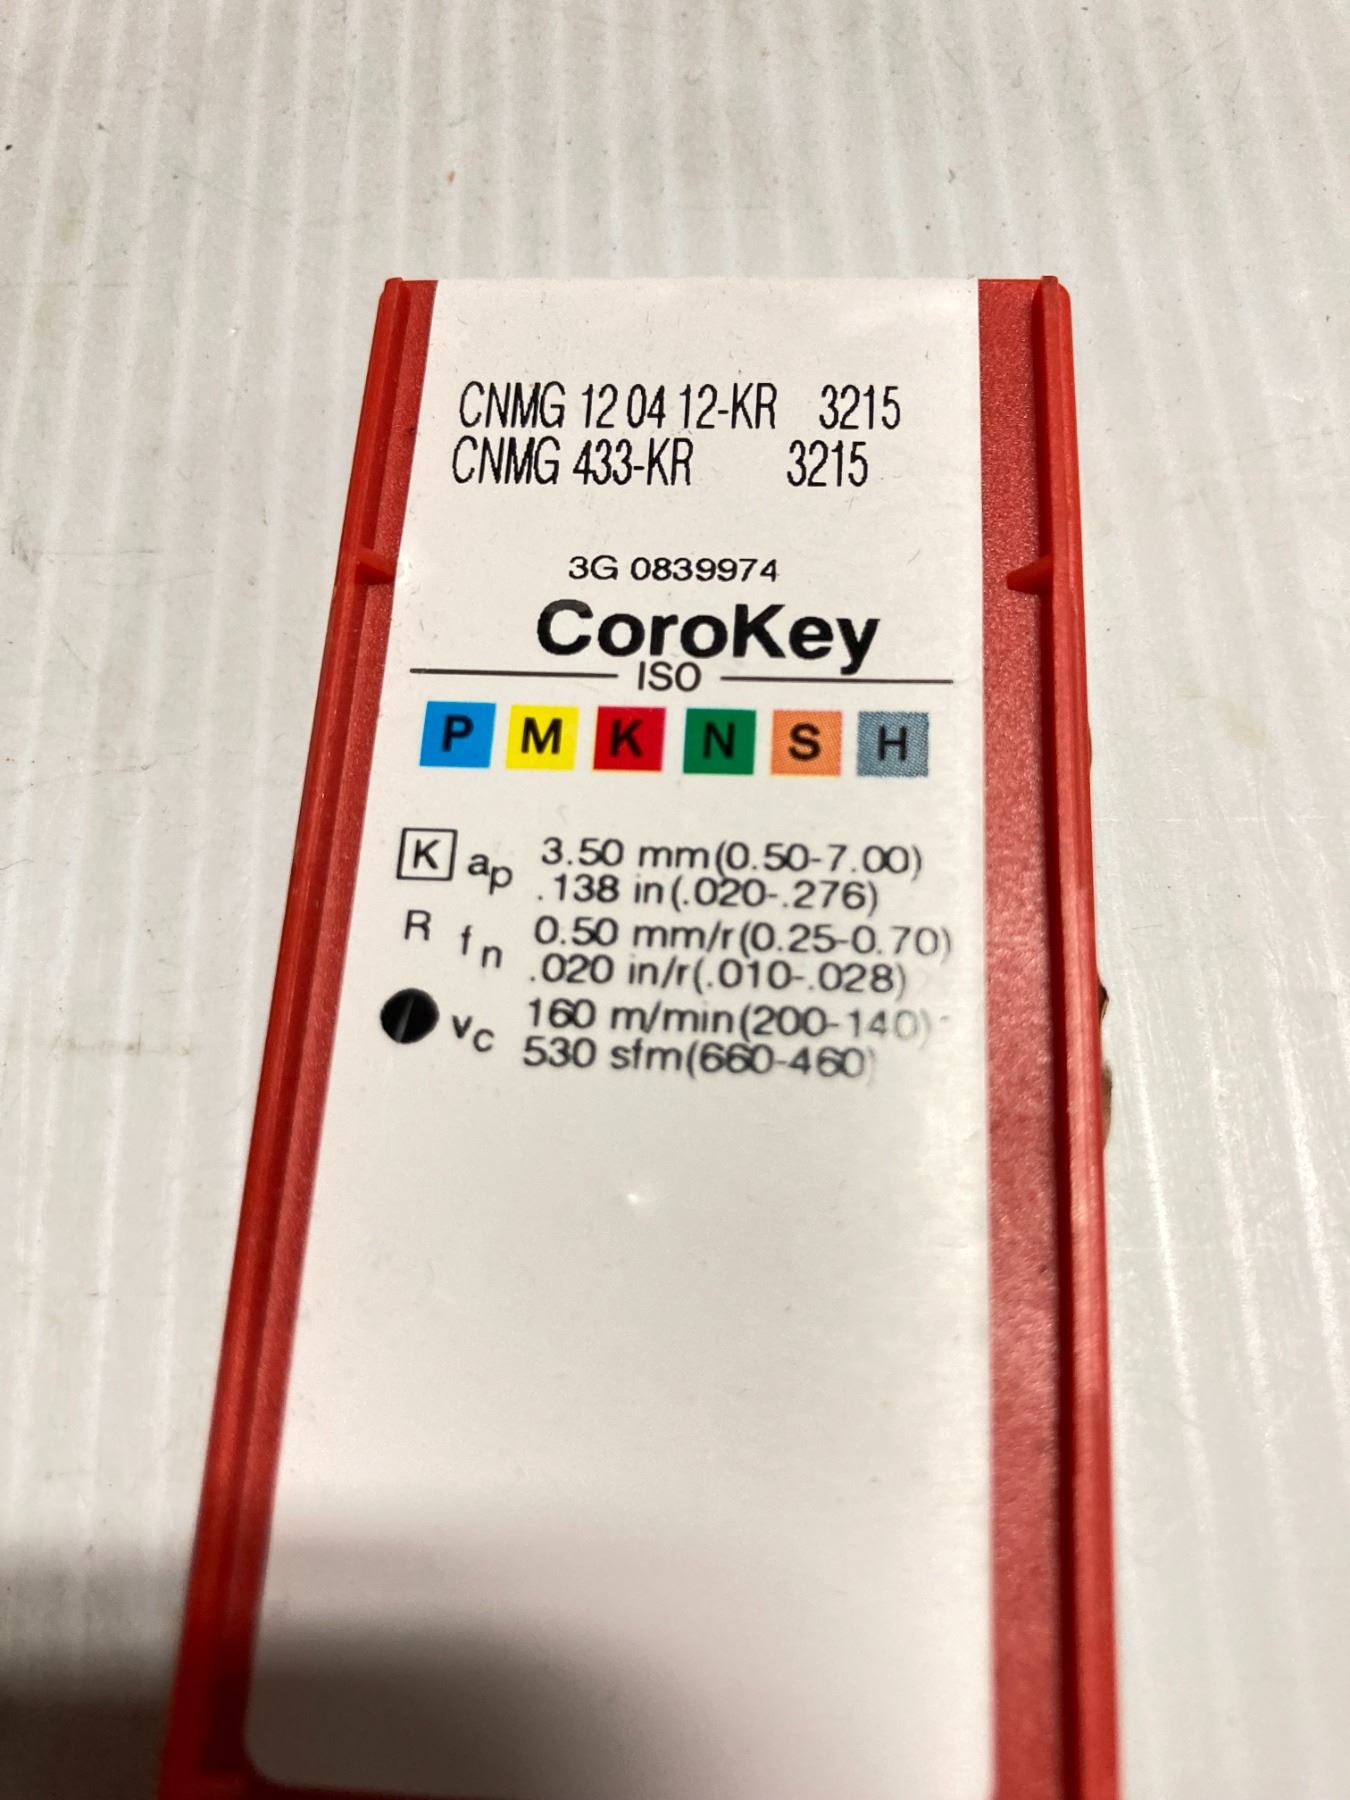 CNMG 12 04 12-KR 3215
CNMG 433-KR 3215
3G 0839974
CoroKey
ISO
P M K N S H
K ap 3.50 mm(0.50-7.00)
.138 in(.020-.276)
R fn 0.50 mm/r(0.25-0.70)
.020 in/r(.010-.028)
vc 160 m/min(200-140)
530 sfm(660-460)